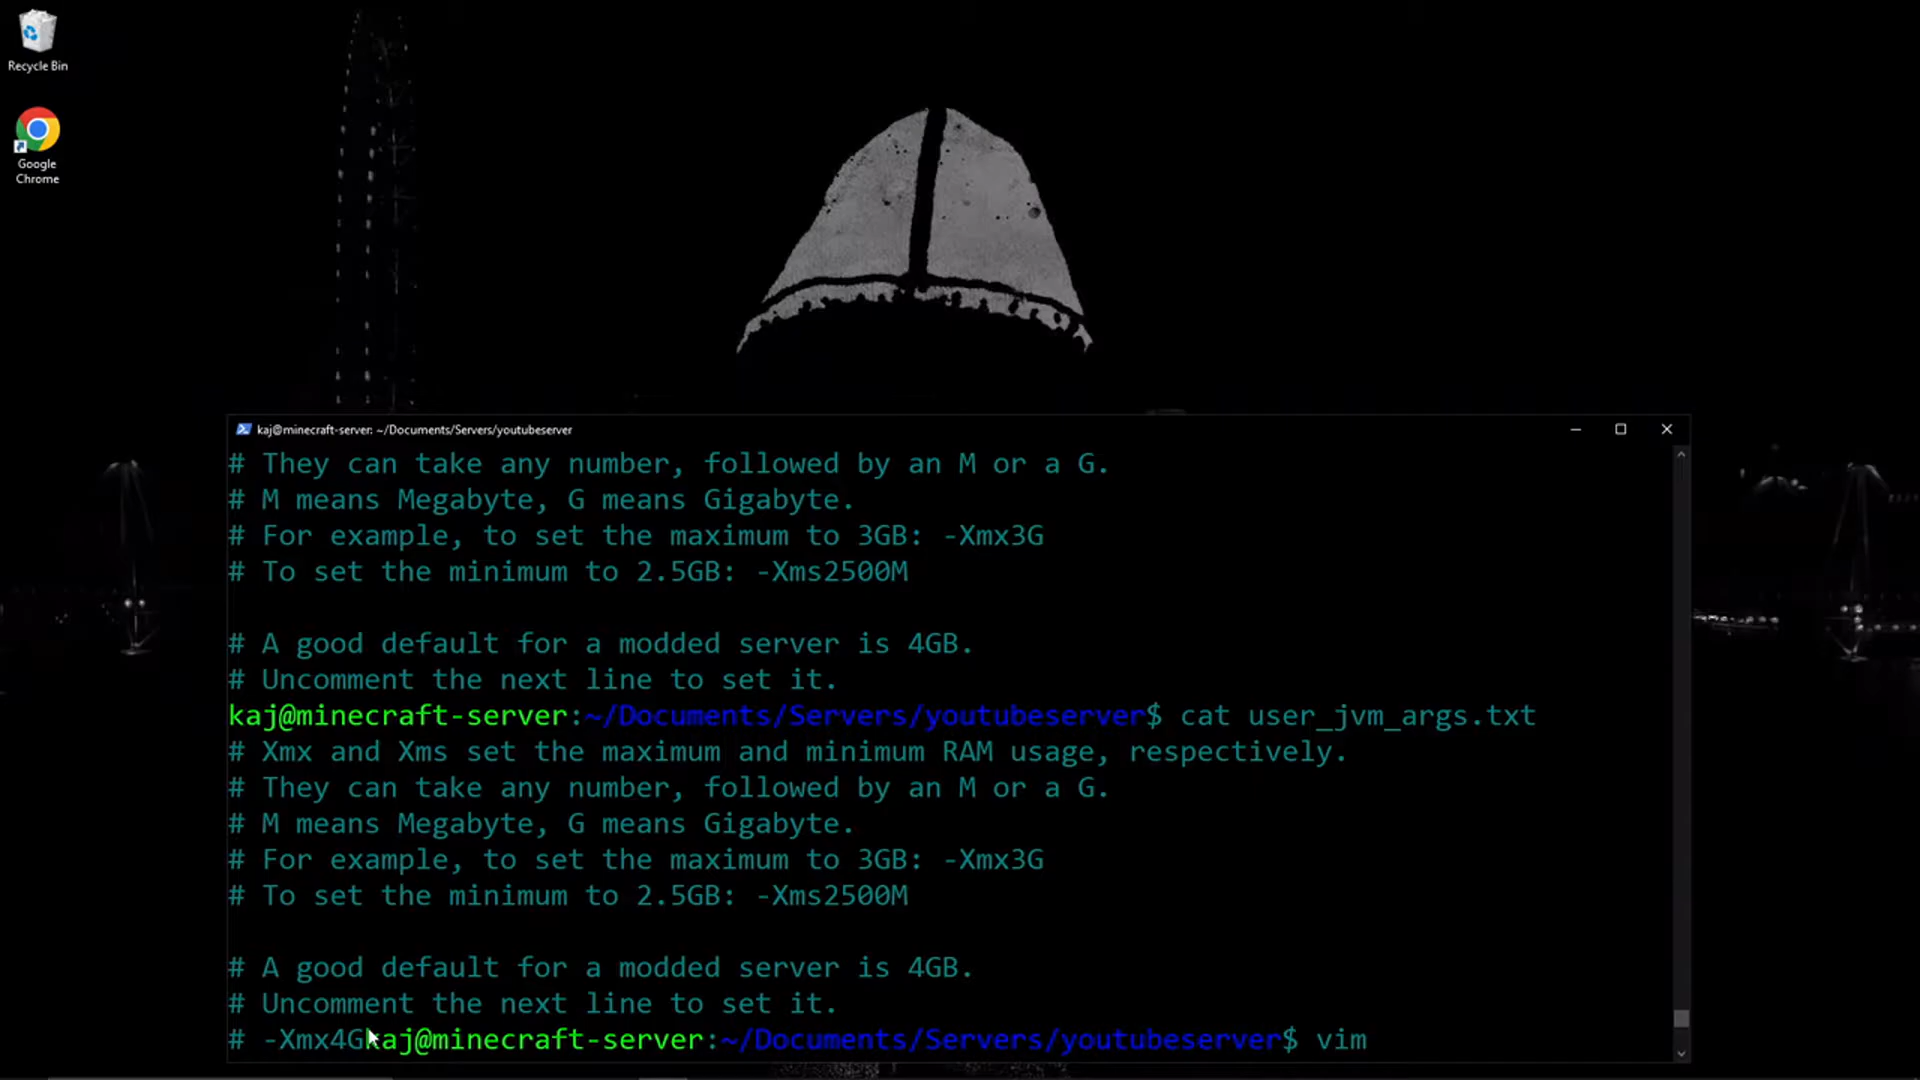 Recycle Bin
Google
Chrome
kaj@minecraft-server: ~/Documents/Servers/youtubeserver
# They can take any number, followed by an M or a G.
# M means Megabyte, G means Gigabyte.
# For example, to set the maximum to 3GB: -Xmx3G
# To set the minimum to 2.5GB: -Xms2500M
# A good default for a modded server is 4GB.
# Uncomment the next line to set it.
kaj@minecraft-server:~/Documents/Servers/youtubeserver$ cat user_jvm_args.txt
# Xmx and Xms set the maximum and minimum RAM usage, respectively.
# They can take any number, followed by an M or a G.
# M means Megabyte, G means Gigabyte.
# For example, to set the maximum to 3GB: -Xmx3G
# To set the minimum to 2.5GB: -Xms2500M
# A good default for a modded server is 4GB.
# Uncomment the next line to set it.
# -Xmx4Gkaj@minecraft-server:~/Documents/Servers/youtubeserver$ vim